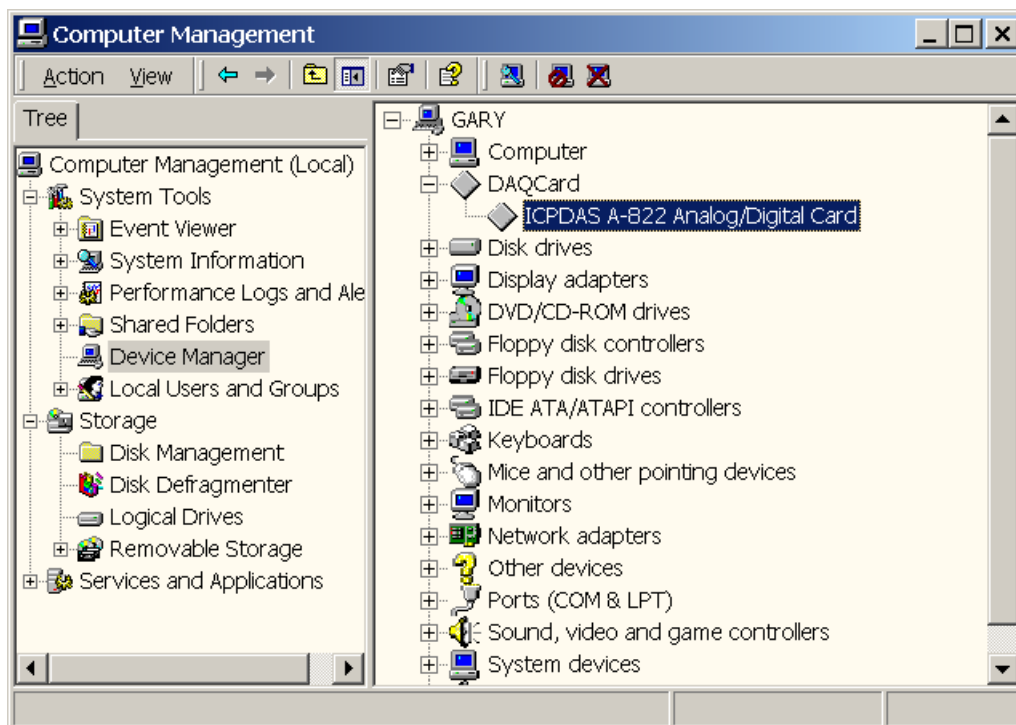 Computer Management
Action View
Tree
Computer Management (Local)
System Tools
Event Viewer
System Information
Performance Logs and Ale
Shared Folders
Device Manager
Local Users and Groups
Storage
Disk Management
Disk Defragmenter
Logical Drives
Removable Storage
Services and Applications
GARY
Computer
DAQCard
ICPDAS A-822 Analog/Digital Card
Disk drives
Display adapters
DVD/CD-ROM drives
Floppy disk controllers
Floppy disk drives
IDE ATA/ATAPI controllers
Keyboards
Mice and other pointing devices
Monitors
Network adapters
Other devices
Ports (COM & LPT)
Sound, video and game controllers
System devices